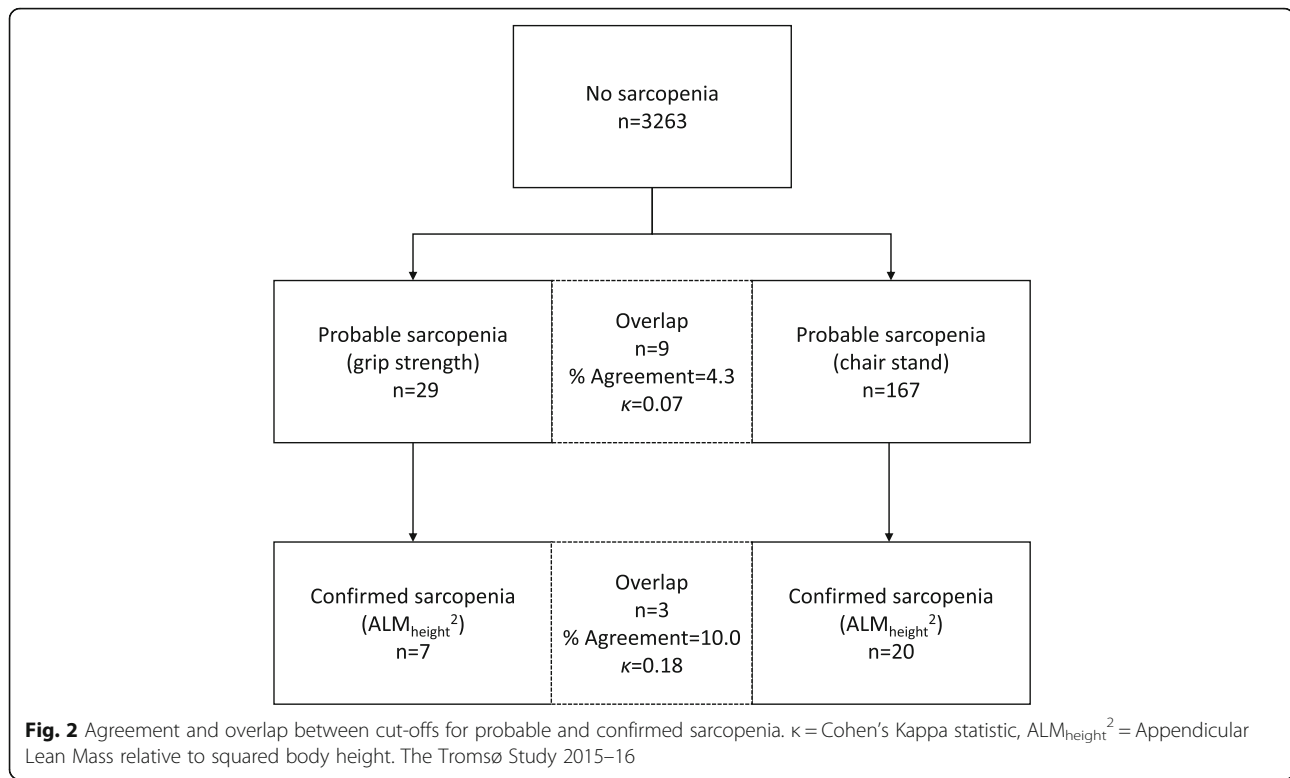 No sarcopenia
n=3263
Probable sarcopenia
(grip strength)
n=29
Overlap
n=9
% Agreement=4.3
κ=0.07
Probable sarcopenia
(chair stand)
n=167
Confirmed sarcopenia
(ALMheight²)
n=7
Overlap
n=3
% Agreement=10.0
κ=0.18
Confirmed sarcopenia
(ALMheight²)
n=20
Fig. 2 Agreement and overlap between cut-offs for probable and confirmed sarcopenia. κ = Cohen's Kappa statistic, ALMheight² = Appendicular
Lean Mass relative to squared body height. The Tromsø Study 2015–16